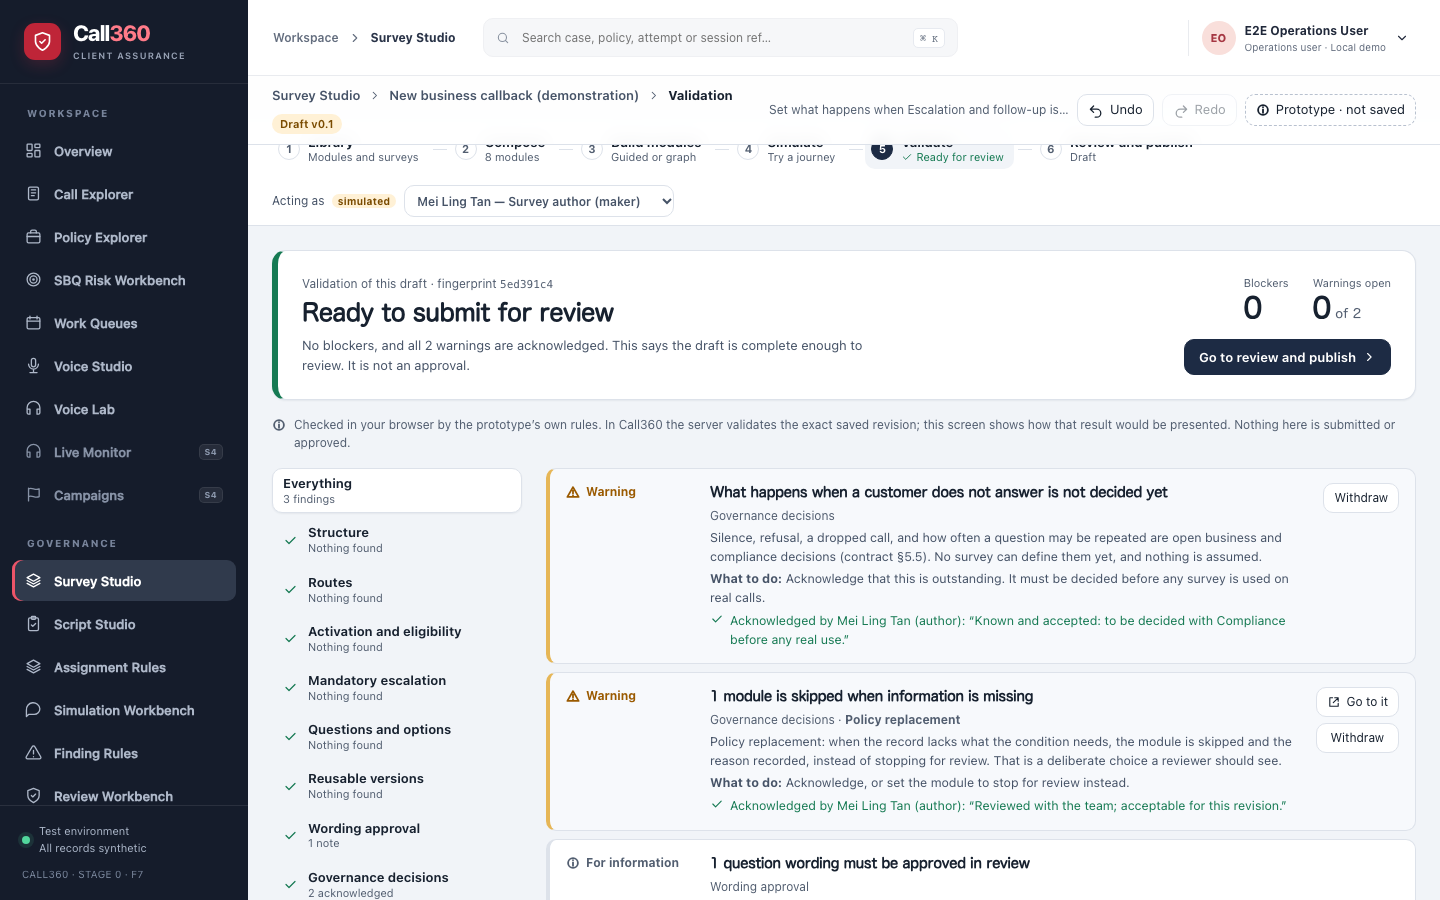 Call360
CLIENT ASSURANCE
WORKSPACE
Overview
Call Explorer
Policy Explorer
SBQ Risk Workbench
Work Queues
Voice Studio
Voice Lab
Live Monitor S4
Campaigns S4
GOVERNANCE
Survey Studio
Script Studio
Assignment Rules
Simulation Workbench
Finding Rules
Review Workbench
Test environment
All records synthetic
CALL360 · STAGE 0 · F7
Workspace > Survey Studio
Search case, policy, attempt or session ref...
⌘ K
EO
E2E Operations User
Operations user · Local demo
Survey Studio > New business callback (demonstration) > Validation
Draft v0.1
Set what happens when Escalation and follow-up is...
Undo
Redo
Prototype · not saved
1 Library
Modules and surveys
2 Compose
8 modules
3 Build modules
Guided or graph
4 Simulate
Try a journey
5 Validate
Ready for review
6 Review and publish
Draft
Acting as simulated Mei Ling Tan — Survey author (maker)
Validation of this draft · fingerprint 5ed391c4
Ready to submit for review
No blockers, and all 2 warnings are acknowledged. This says the draft is complete enough to
review. It is not an approval.
Blockers
0
Warnings open
0 of 2
Go to review and publish
Checked in your browser by the prototype's own rules. In Call360 the server validates the exact saved revision; this screen shows how that result would be presented. Nothing here is submitted or
approved.
Everything
3 findings
Structure
Nothing found
Routes
Nothing found
Activation and eligibility
Nothing found
Mandatory escalation
Nothing found
Questions and options
Nothing found
Reusable versions
Nothing found
Wording approval
1 note
Governance decisions
2 acknowledged
Warning
What happens when a customer does not answer is not decided yet
Governance decisions
Silence, refusal, a dropped call, and how often a question may be repeated are open business and
compliance decisions (contract §5.5). No survey can define them yet, and nothing is assumed.
What to do: Acknowledge that this is outstanding. It must be decided before any survey is used on
real calls.
Acknowledged by Mei Ling Tan (author): “Known and accepted: to be decided with Compliance
before any real use.”
Withdraw
Warning
1 module is skipped when information is missing
Governance decisions · Policy replacement
Policy replacement: when the record lacks what the condition needs, the module is skipped and the
reason recorded, instead of stopping for review. That is a deliberate choice a reviewer should see.
What to do: Acknowledge, or set the module to stop for review instead.
Acknowledged by Mei Ling Tan (author): “Reviewed with the team; acceptable for this revision.”
Go to it
Withdraw
For information
1 question wording must be approved in review
Wording approval